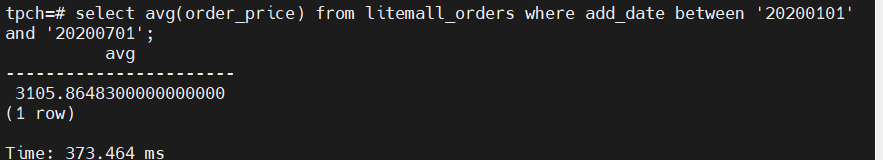 tpch=# select avg(order_price) from litemall_orders where add_date between '20200101'
and '20200701';
avg
-----------------------
3105.8648300000000000
(1 row)
Time: 373.464 ms